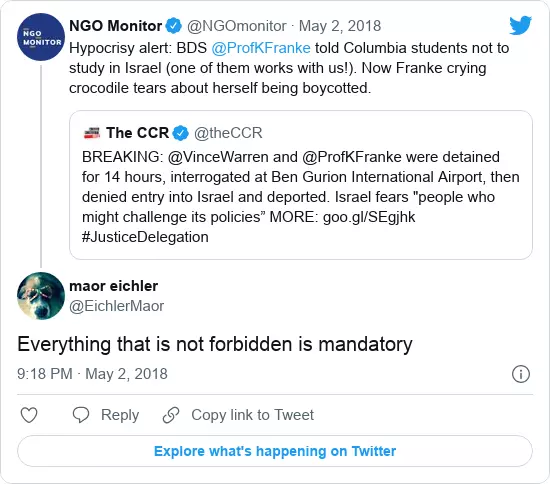 NGO MONITOR
NGO Monitor @NGOmonitor · May 2, 2018
Hypocrisy alert: BDS @ProfKFranke told Columbia students not to
study in Israel (one of them works with us!). Now Franke crying
crocodile tears about herself being boycotted.
The CCR @theCCR
BREAKING: @VinceWarren and @ProfKFranke were detained
for 14 hours, interrogated at Ben Gurion International Airport, then
denied entry into Israel and deported. Israel fears "people who
might challenge its policies” MORE: goo.gl/SEgjhk
#JusticeDelegation
maor eichler
@EichlerMaor
Everything that is not forbidden is mandatory
9:18 PM · May 2, 2018
Reply Copy link to Tweet
Explore what's happening on Twitter